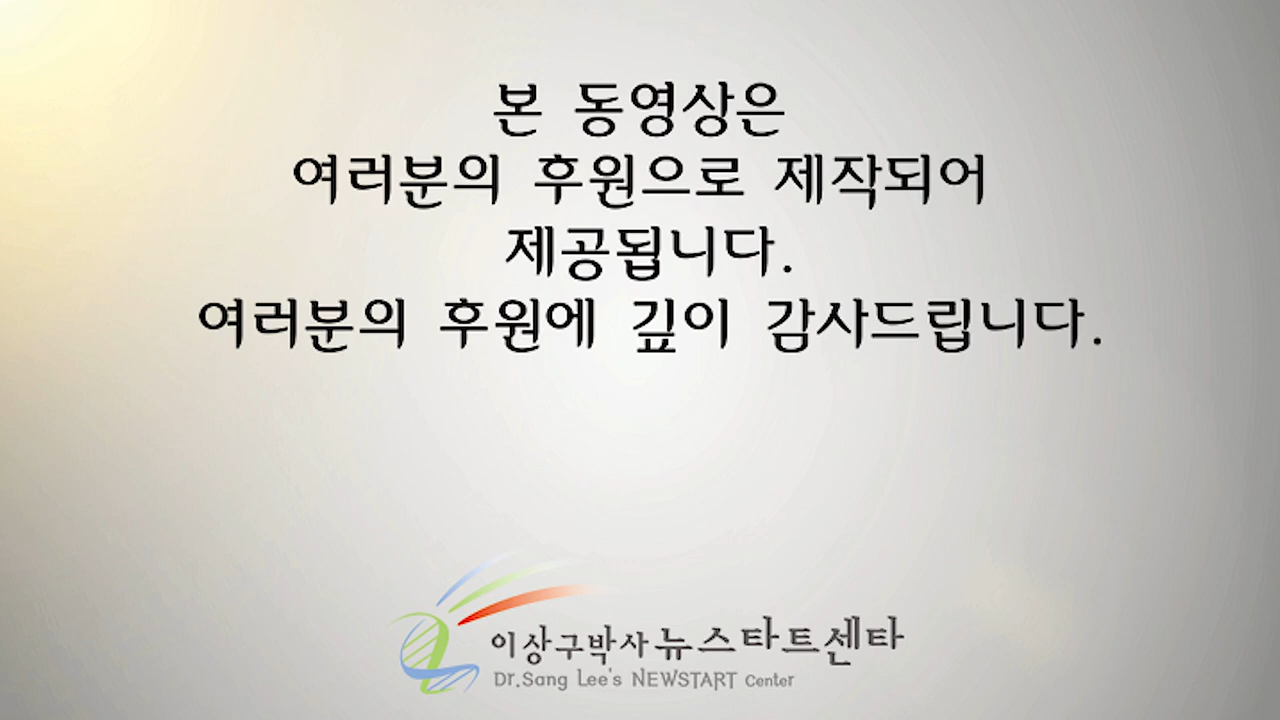 본 동영상은
여러분의 후원으로 제작되어
제공됩니다.
여러분의 후원에 깊이 감사드립니다.
이상구박사뉴스타트센타
Dr.Sang Lee's NEWSTART Center